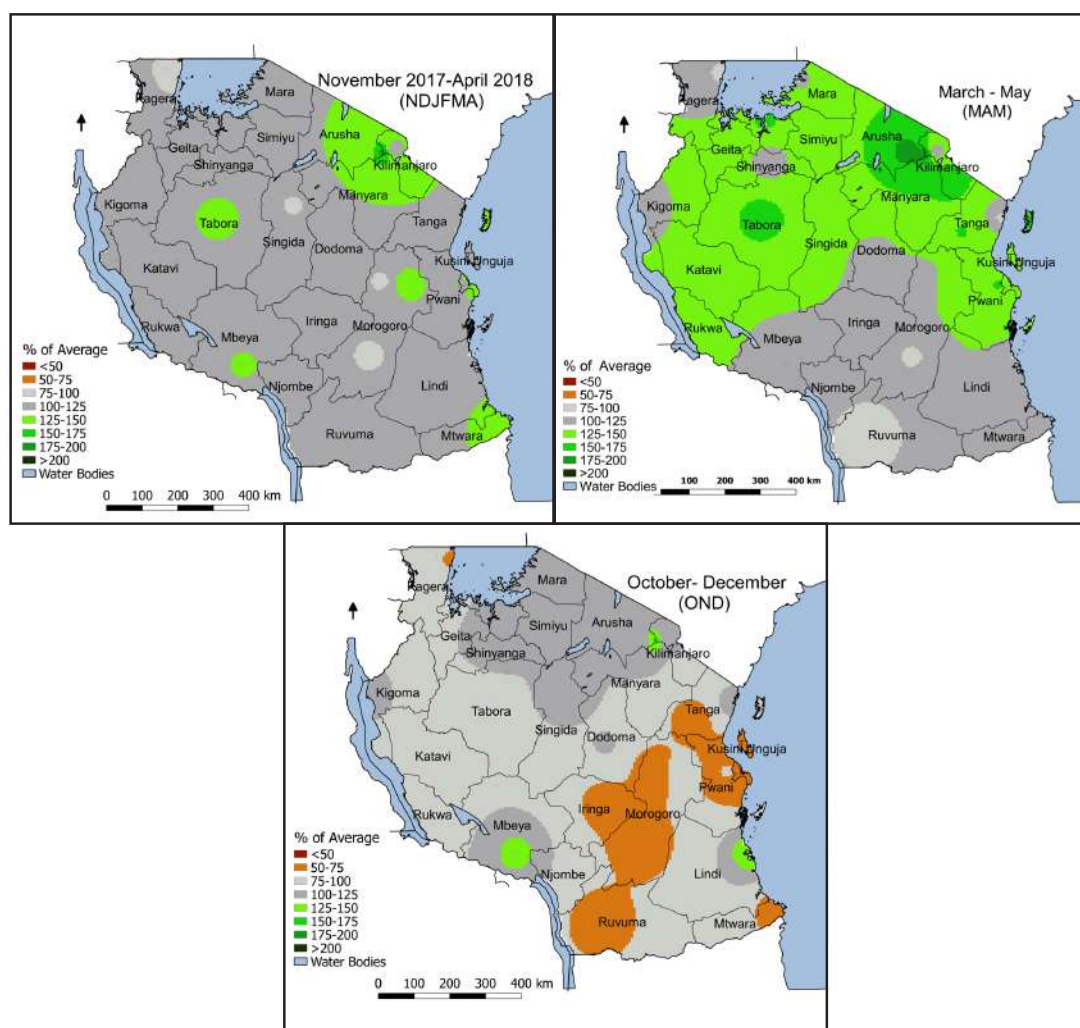 November 2017-April 2018
(NDJFMA)
Kagera
Mara
Geita
Simiyu
Arusha
Shinyanga
Kilimanjaro
Kigoma
Manyara
Tabora
Tanga
Singida
Dodoma
Katavi
Kusini Unguja
Pwani
Rukwa
Mbeya
Iringa
Morogoro
Njombe
Lindi
Ruvuma
Mtwara
% of Average
<50
50-75
75-100
100-125
125-150
150-175
175-200
>200
Water Bodies
0 100 200 300 400 km
March - May
(MAM)
Kagera
Mara
Geita
Simiyu
Arusha
Shinyanga
Kilimanjaro
Kigoma
Manyara
Tabora
Tanga
Singida
Dodoma
Katavi
Kusini Unguja
Pwani
Rukwa
Mbeya
Iringa
Morogoro
Njombe
Lindi
Ruvuma
Mtwara
% of Average
<50
50-75
75-100
100-125
125-150
150-175
175-200
>200
Water Bodies
0 100 200 300 400 km
October- December
(OND)
Kagera
Mara
Geita
Simiyu
Arusha
Shinyanga
Kilimanjaro
Kigoma
Manyara
Tabora
Tanga
Singida
Dodoma
Katavi
Kusini Unguja
Pwani
Rukwa
Mbeya
Iringa
Morogoro
Njombe
Lindi
Ruvuma
Mtwara
% of Average
<50
50-75
75-100
100-125
125-150
150-175
175-200
>200
Water Bodies
0 100 200 300 400 km